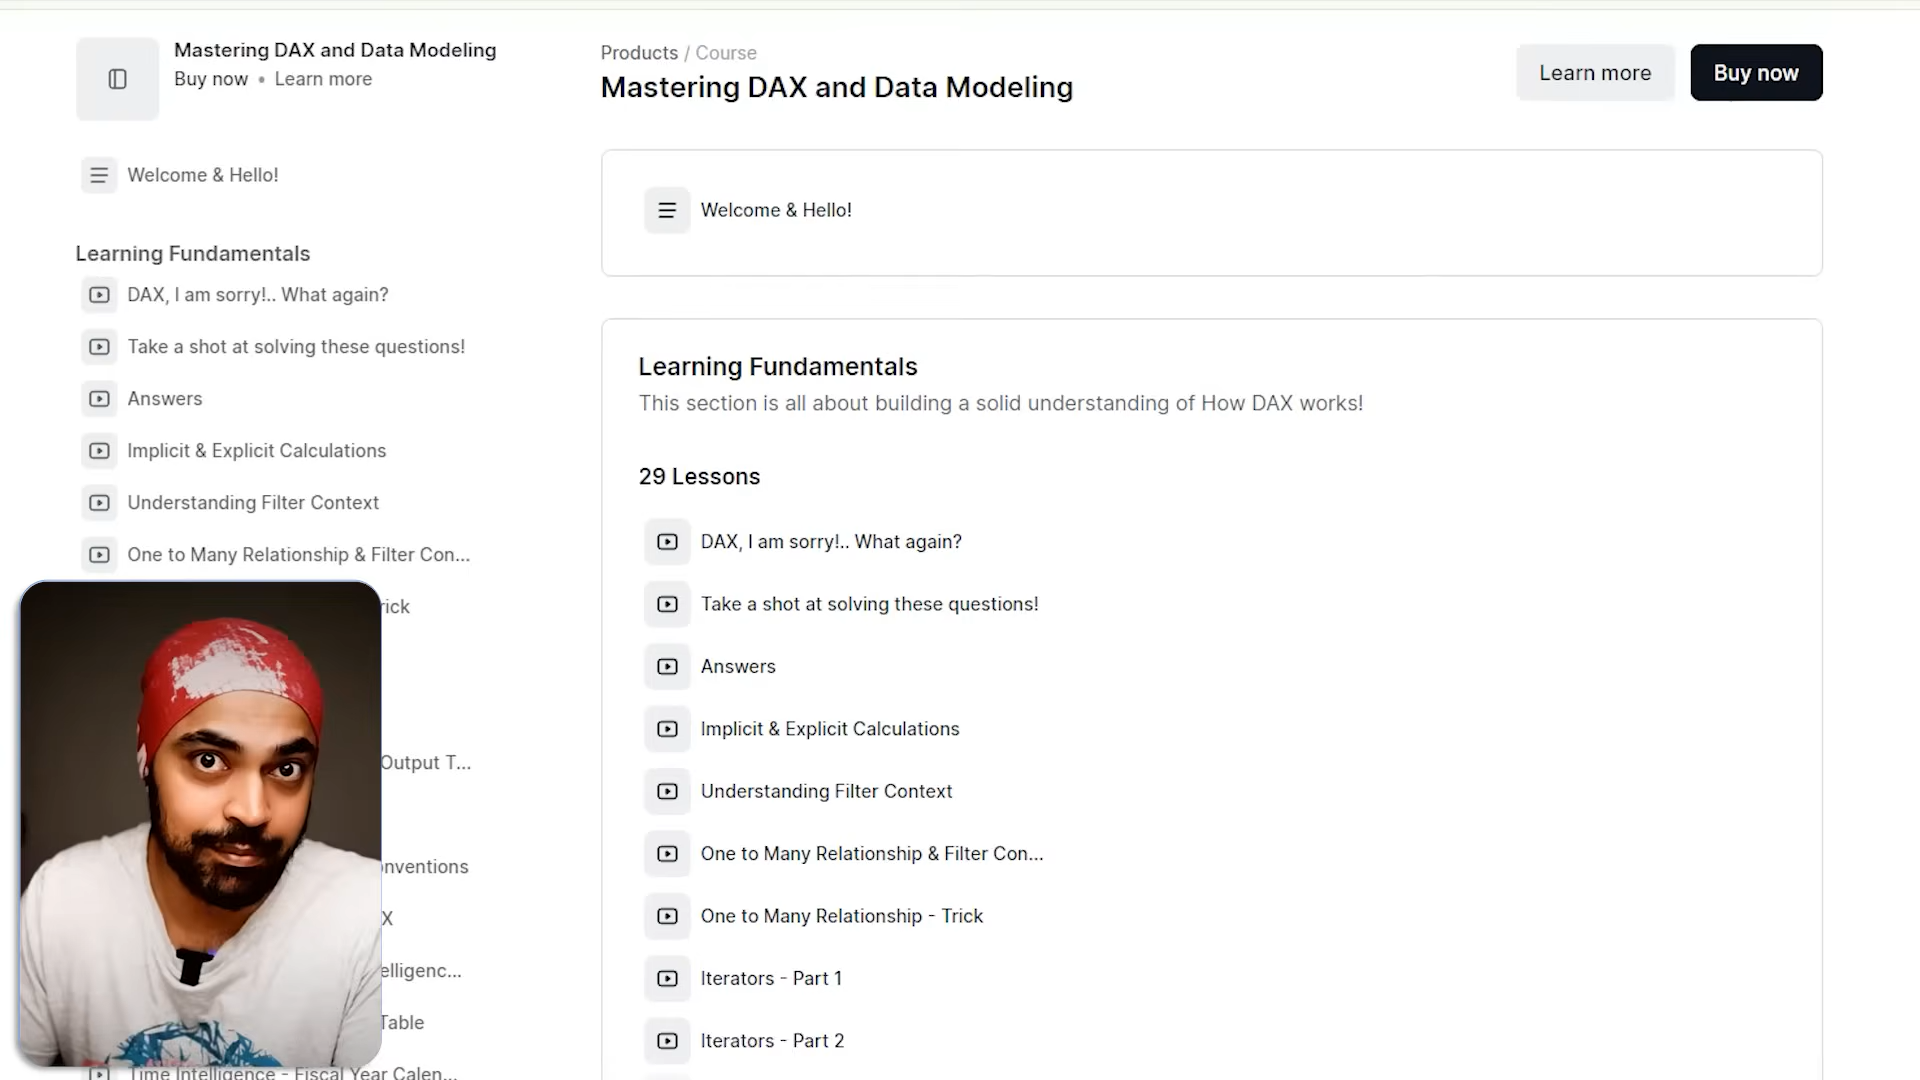 Mastering DAX and Data Modeling
Buy now • Learn more
Welcome & Hello!
Learning Fundamentals
DAX, I am sorry!.. What again?
Take a shot at solving these questions!
Answers
Implicit & Explicit Calculations
Understanding Filter Context
One to Many Relationship & Filter Con...
rick
Output T...
nventions
X
elligenc...
Table
Time Intelligence - Fiscal Year Calen...
Products / Course
Mastering DAX and Data Modeling
Learn more
Buy now
Welcome & Hello!
Learning Fundamentals
This section is all about building a solid understanding of How DAX works!
29 Lessons
DAX, I am sorry!.. What again?
Take a shot at solving these questions!
Answers
Implicit & Explicit Calculations
Understanding Filter Context
One to Many Relationship & Filter Con...
One to Many Relationship - Trick
Iterators - Part 1
Iterators - Part 2